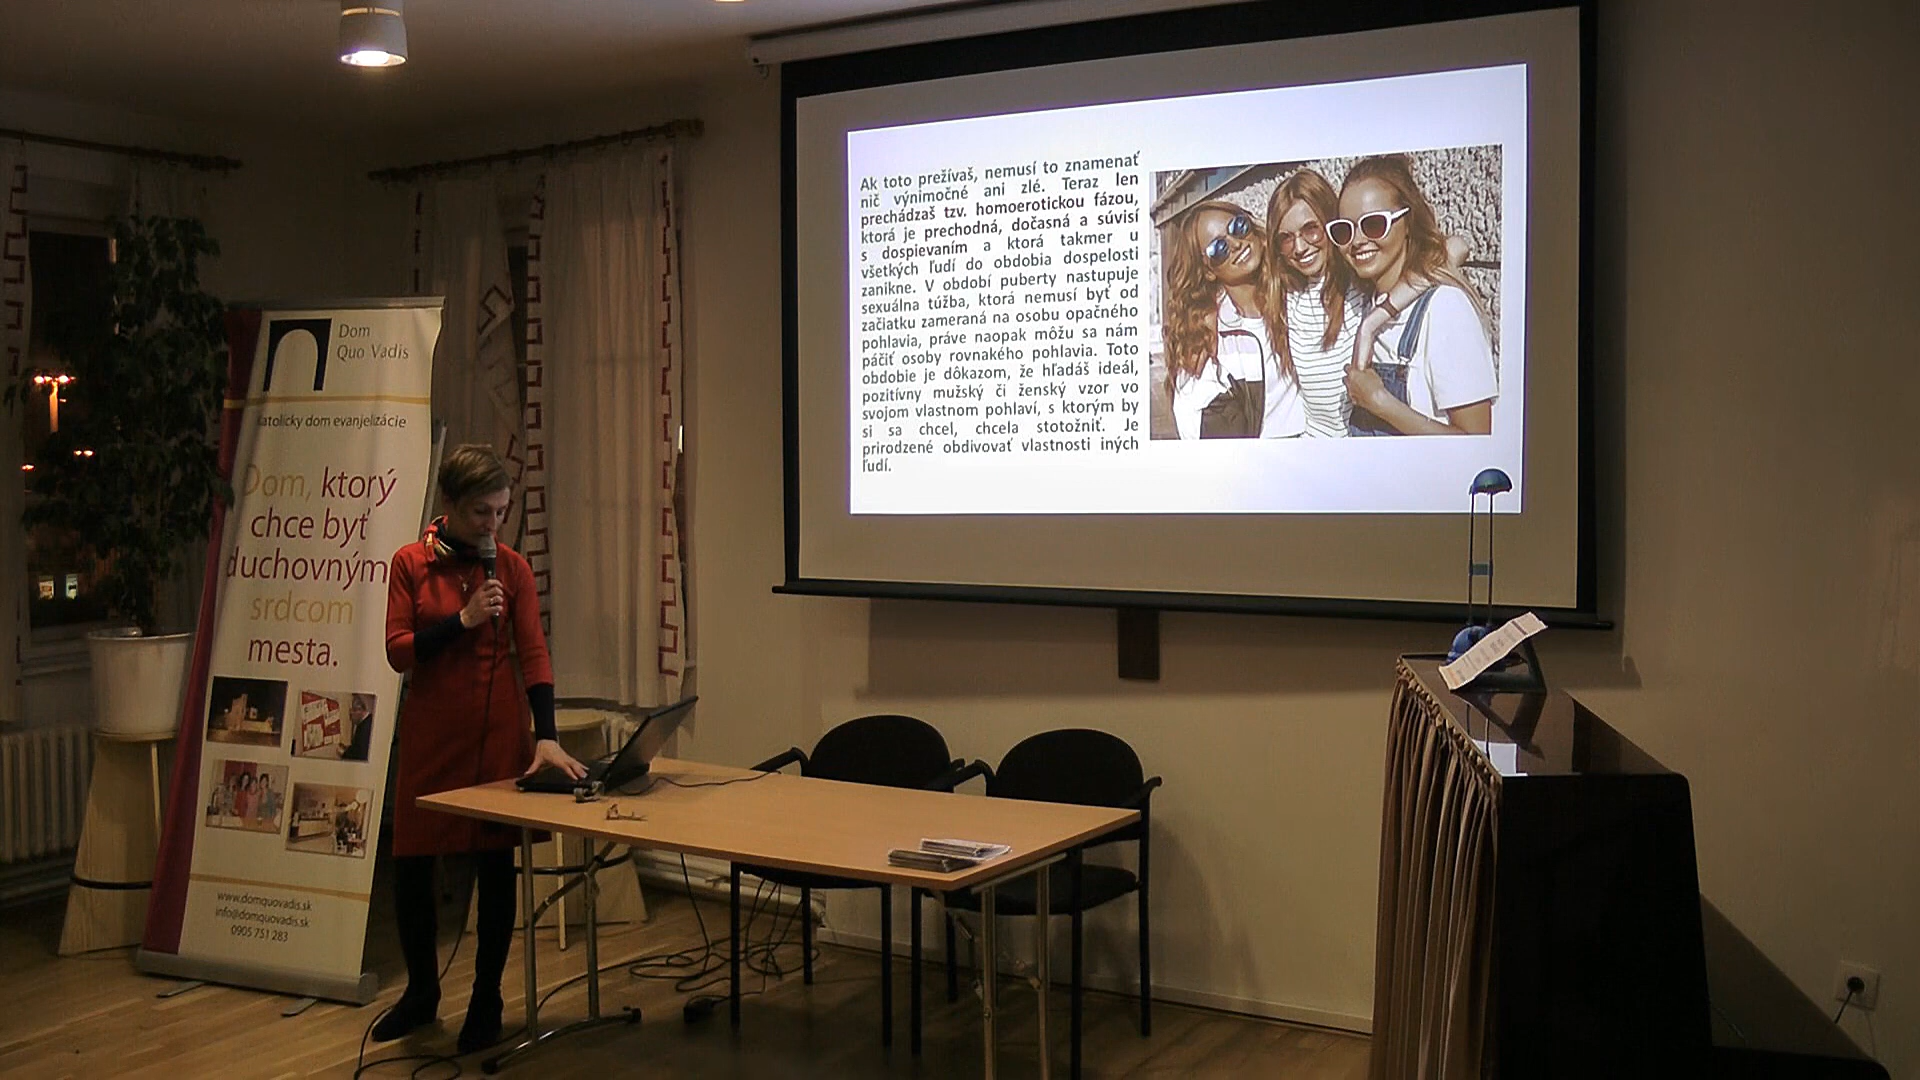 Ak toto prežívaš, nemusí to znamenať
nič výnimočné ani zlé. Teraz len
prechádzaš tzv. homoerotickou fázou,
ktorá je prechodná, dočasná a súvisí
s dospievaním a ktorá takmer u
všetkých ľudí do obdobia dospelosti
zanikne. V období puberty nastupuje
sexuálna túžba, ktorá nemusí byť od
začiatku zameraná na osobu opačného
pohlavia, práve naopak môžu sa nám
páčiť osoby rovnakého pohlavia. Toto
obdobie je dôkazom, že hľadáš ideál,
pozitívny mužský či ženský vzor vo
svojom vlastnom pohlaví, s ktorým by
si sa chcel, chcela stotožniť. Je
prirodzené obdivovať vlastnosti iných
ľudí.
Dom
Quo Vadis
katolícky dom evanjelizácie
Dom, ktorý
chce byť
duchovným
srdcom
mesta.
www.domquovadis.sk
info@domquovadis.sk
0905 751 283